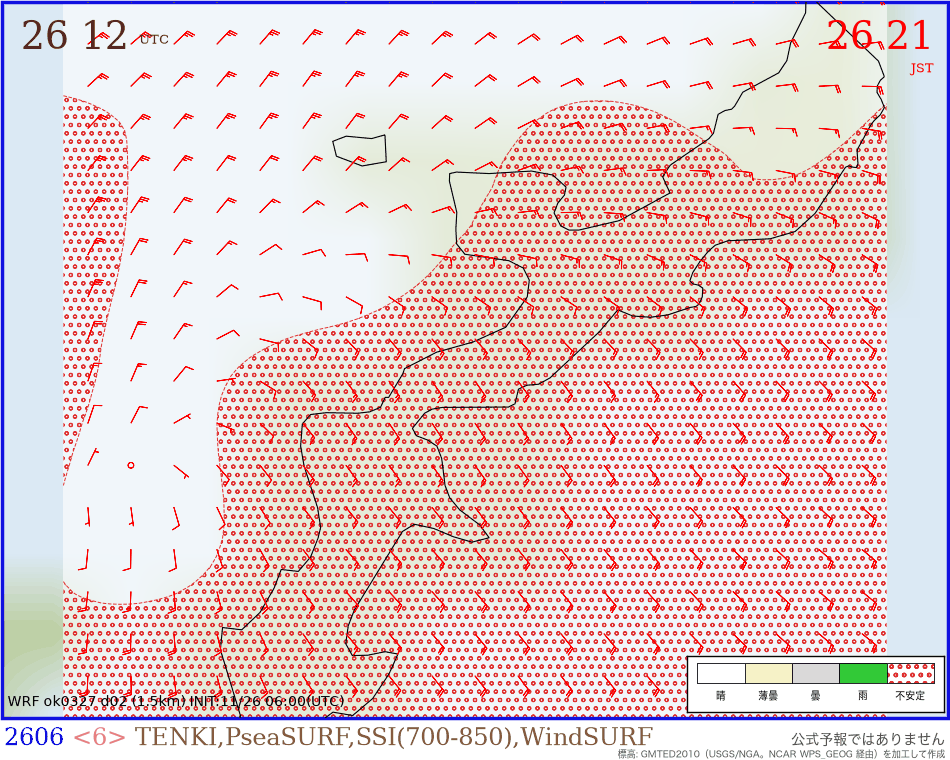 26 12 UTC
26 21
JST
晴 薄曇 曇 雨 不安定
WRF ok0327 d02 (1.5km) INIT:11/26 06:00(UTC)
2606 <6> TENKI,PseaSURF,SSI(700-850),WindSURF
公式予報ではありません
標高: GMTED2010（USGS/NGA。NCAR WPS_GEOG 経由）を加工して作成